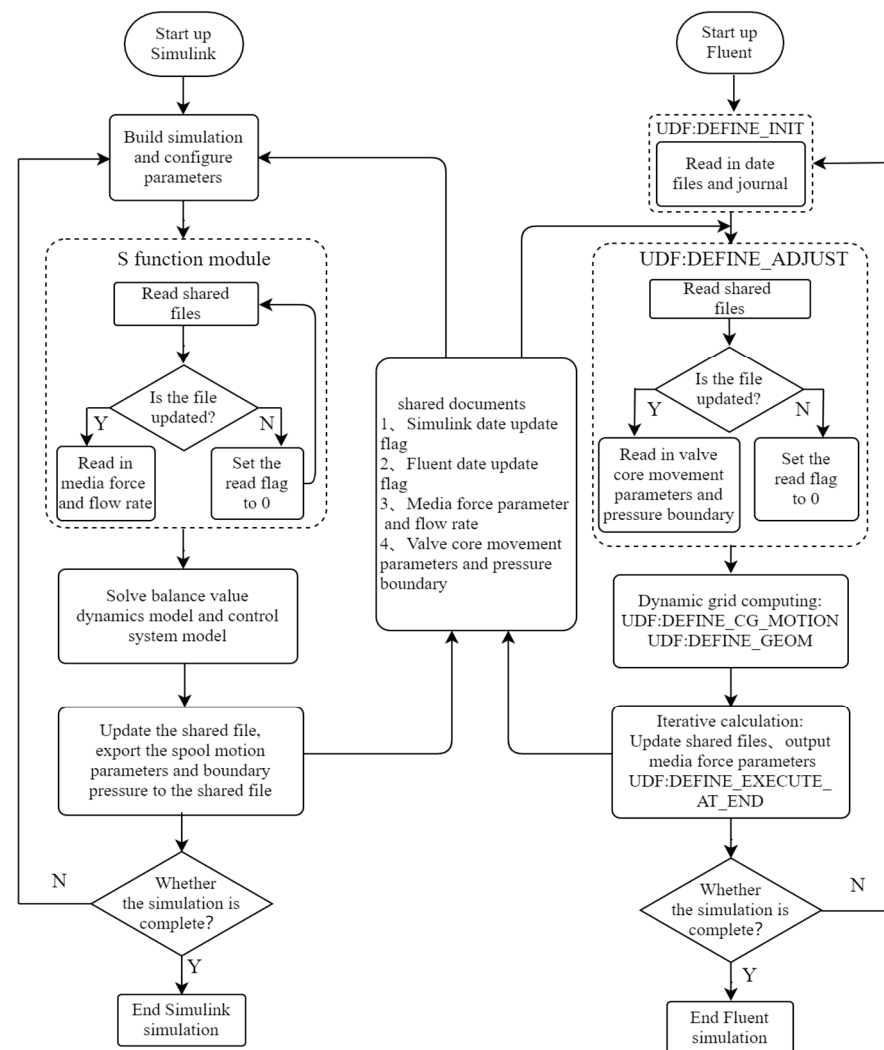 Start up
Simulink
Build simulation
and configure
parameters
S function module
Read shared
files
Is the file
updated?
Y
N
Read in
media force
and flow rate
Set the
read flag
to 0
Solve balance value
dynamics model and control
system model
Update the shared file,
export the spool motion
parameters and boundary
pressure to the shared file
N
Whether
the simulation is
complete?
Y
End Simulink
simulation
shared documents
1、Simulink date update
flag
2、Fluent date update
flag
3、Media force parameter
and flow rate
4、Valve core movement
parameters and pressure
boundary
Start up
Fluent
UDF:DEFINE_INIT
Read in date
files and journal
UDF:DEFINE_ADJUST
Read shared
files
Is the file
updated?
Y
N
Read in valve
core movement
parameters and
pressure boundary
Set the
read flag
to 0
Dynamic grid computing:
UDF:DEFINE_CG_MOTION
UDF:DEFINE_GEOM
Iterative calculation:
Update shared files、output
media force parameters
UDF:DEFINE_EXECUTE_
AT_END
Whether
the simulation is
complete?
N
Y
End Fluent
simulation